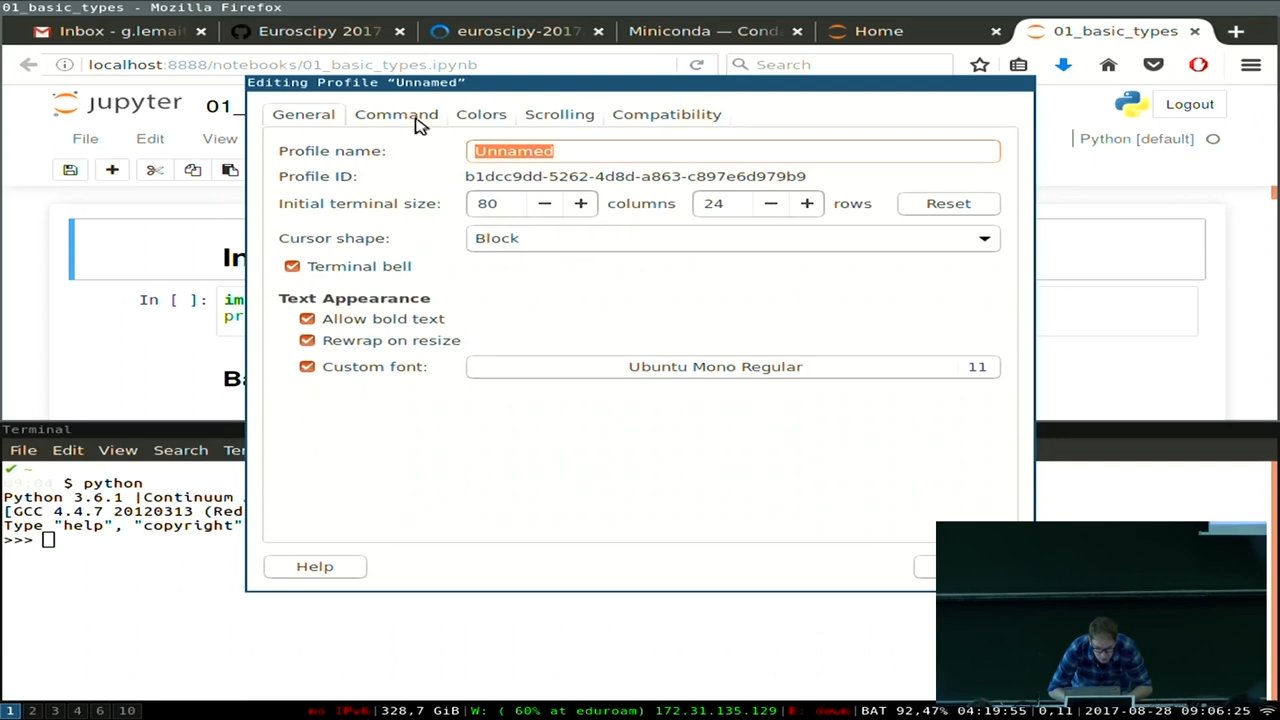 01_basic_types - Mozilla Firefox
Inbox - g.lemai
Euroscipy 2017
euroscipy-2017
Miniconda — Cond
Home
01_basic_types
localhost:8888/notebooks/01_basic_types.ipynb
Search
Editing Profile “Unnamed”
jupyter
01_
Logout
General
Command
Colors
Scrolling
Compatibility
File
Edit
View
Python [default]
Profile name:
Unnamed
Profile ID:
b1dcc9dd-5262-4d8d-a863-c897e6d979b9
Initial terminal size:
80
columns
24
rows
Reset
Cursor shape:
Block
In
Terminal bell
In [ ]:
im
pr
Text Appearance
Allow bold text
Rewrap on resize
Custom font:
Ubuntu Mono Regular
11
Ba
Terminal
File Edit View Search Ter
~
09:04 $ python
Python 3.6.1 |Continuum
[GCC 4.4.7 20120313 (Red
Type "help", "copyright"
>>>
Help
1 2 3 4 6 10
no IPv6|328,7 GiB|W: ( 60% at eduroam) 172.31.135.129|E: down|BAT 92,47% 04:19:55|0,11|2017-08-28 09:06:25